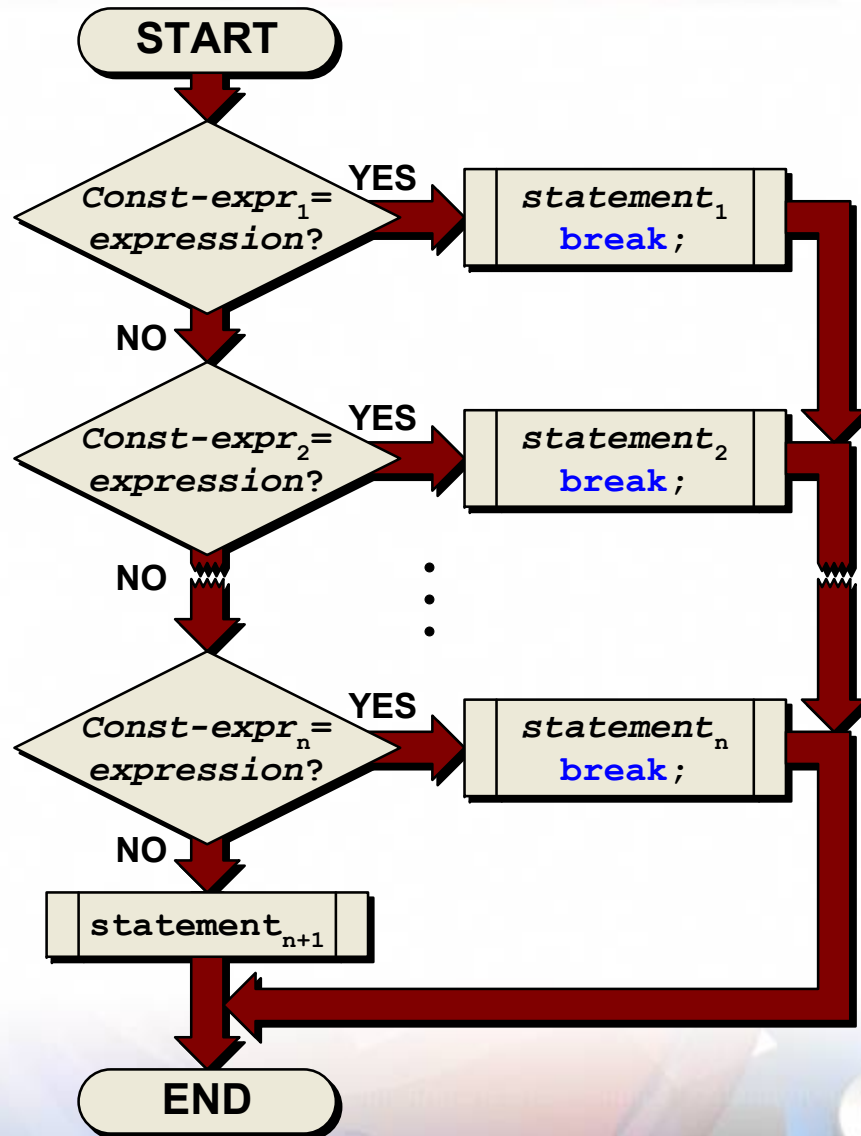 START
Const-expr1=
expression?
YES
statement1
break;
NO
Const-expr2=
expression?
YES
statement2
break;
NO
Const-exprn=
expression?
YES
statementn
break;
NO
statementn+1
END